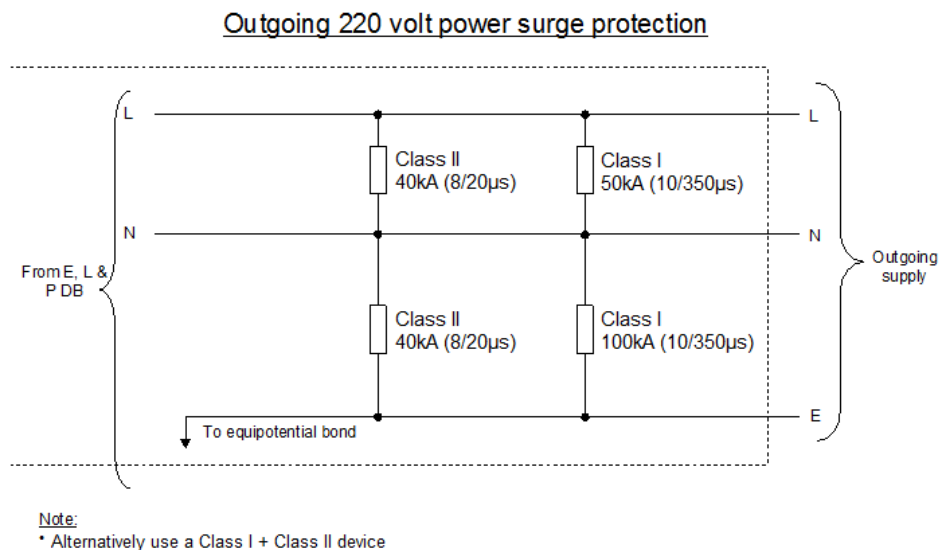 Outgoing 220 volt power surge protection
L
L
Class II
40kA (8/20µs)
Class I
50kA (10/350µs)
N
N
From E, L &
P DB
Outgoing
supply
Class II
40kA (8/20µs)
Class I
100kA (10/350µs)
E
To equipotential bond
Note:
* Alternatively use a Class I + Class II device